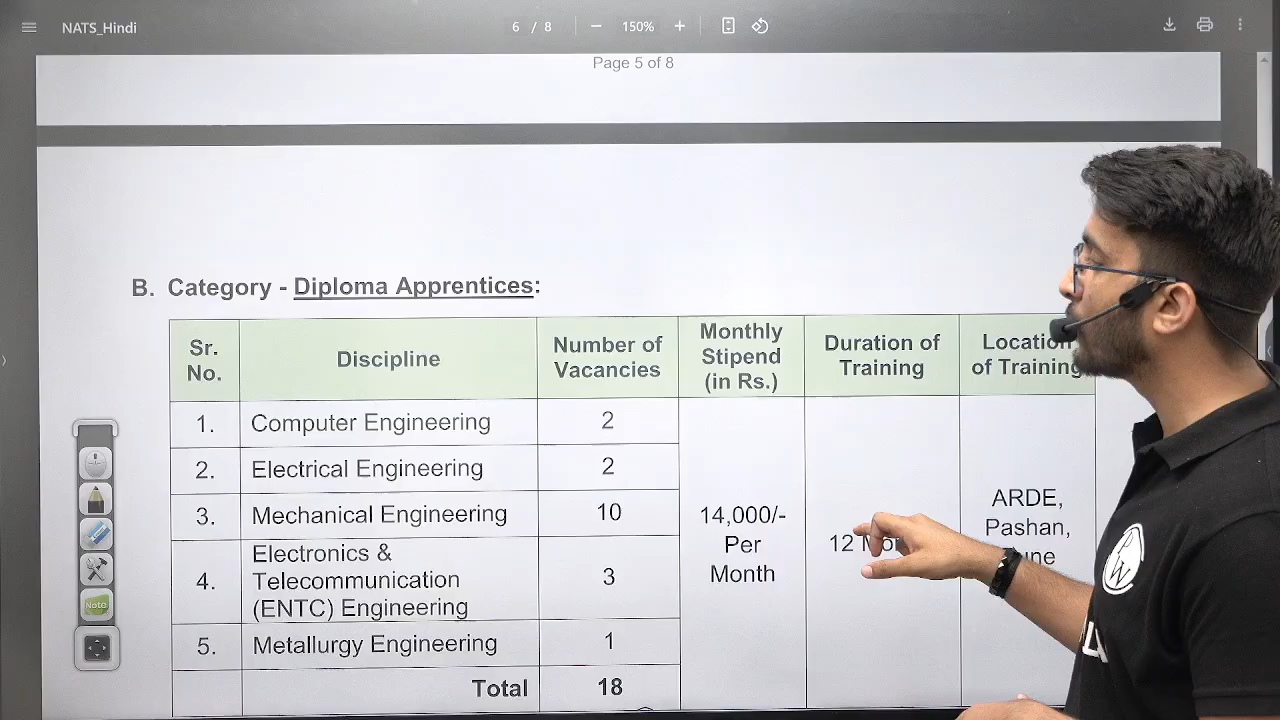 NATS_Hindi
6 / 8
150%
Page 5 of 8
B. Category - Diploma Apprentices:
Sr. No.
Discipline
Number of Vacancies
Monthly Stipend (in Rs.)
Duration of Training
Location of Training
1. Computer Engineering 2
2. Electrical Engineering 2
3. Mechanical Engineering 10
4. Electronics & Telecommunication (ENTC) Engineering 3
5. Metallurgy Engineering 1
Total 18
14,000/-
Per
Month
12
ARDE,
Pashan,
Note
PW